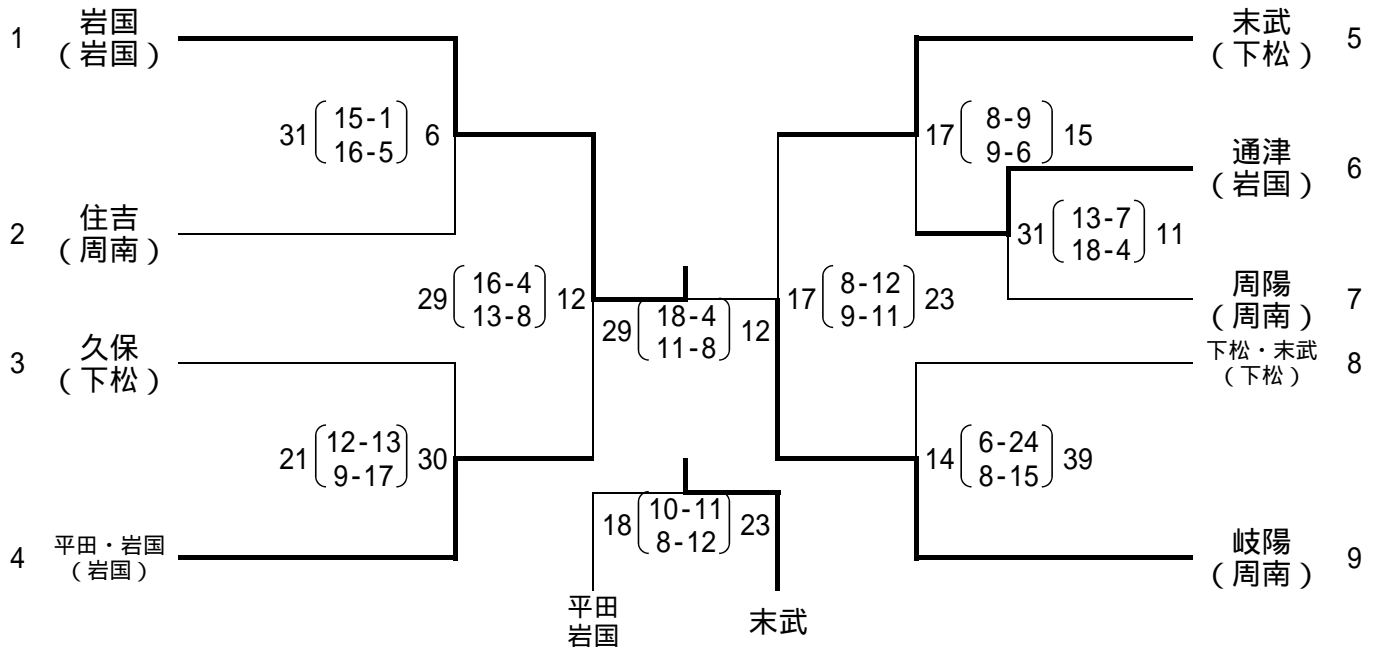 1
岩国
（岩国）
31
15-1
16-5
6
2
住吉
（周南）
29
16-4
13-8
12
3
久保
（下松）
21
12-13
9-17
30
4
平田・岩国
（岩国）
29
18-4
11-8
12
18
10-11
8-12
23
平田
岩国
末武
末武
（下松）
5
17
8-9
9-6
15
通津
（岩国）
6
31
13-7
18-4
11
周陽
（周南）
7
17
8-12
9-11
23
下松・末武
（下松）
8
14
6-24
8-15
39
岐陽
（周南）
9